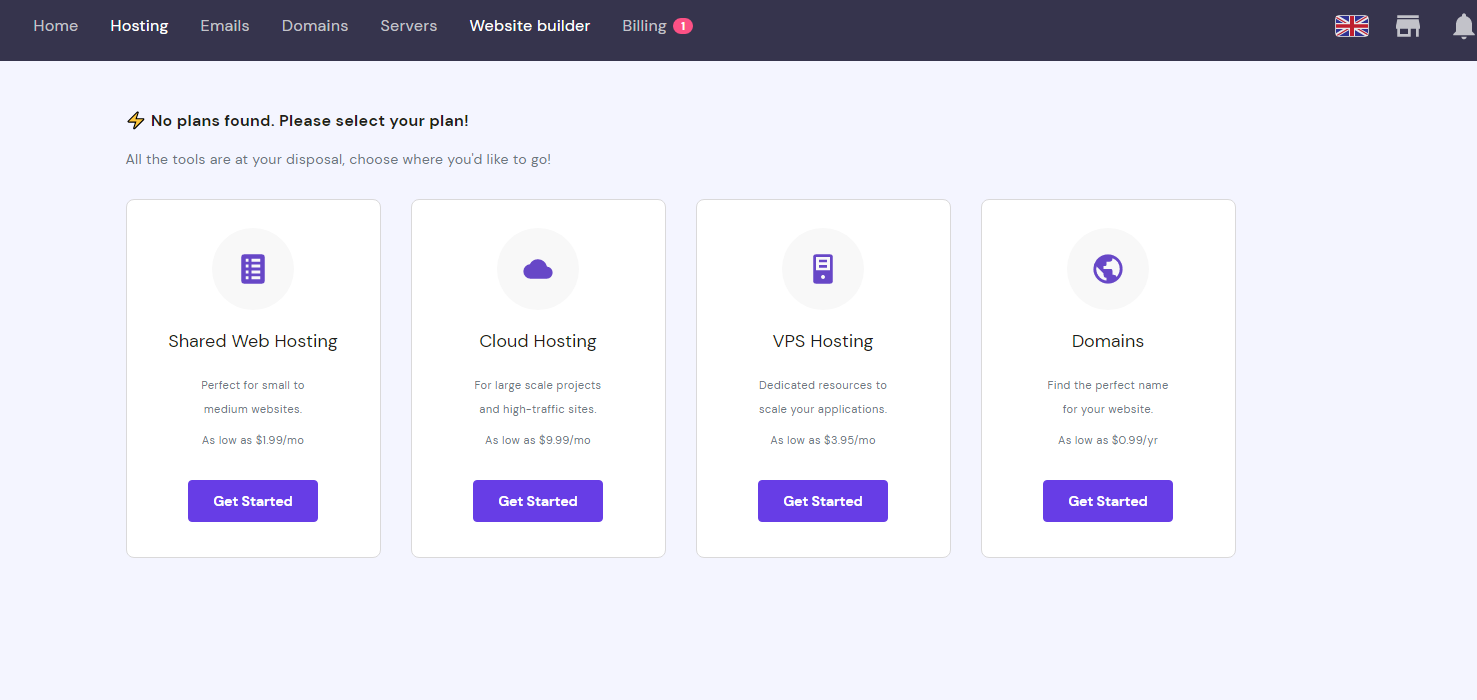 Home Hosting Emails Domains Servers Website builder Billing 1
No plans found. Please select your plan!
All the tools are at your disposal, choose where you'd like to go!
Shared Web Hosting
Perfect for small to
medium websites.
As low as $1.99/mo
Get Started
Cloud Hosting
For large scale projects
and high-traffic sites.
As low as $9.99/mo
Get Started
VPS Hosting
Dedicated resources to
scale your applications.
As low as $3.95/mo
Get Started
Domains
Find the perfect name
for your website.
As low as $0.99/yr
Get Started